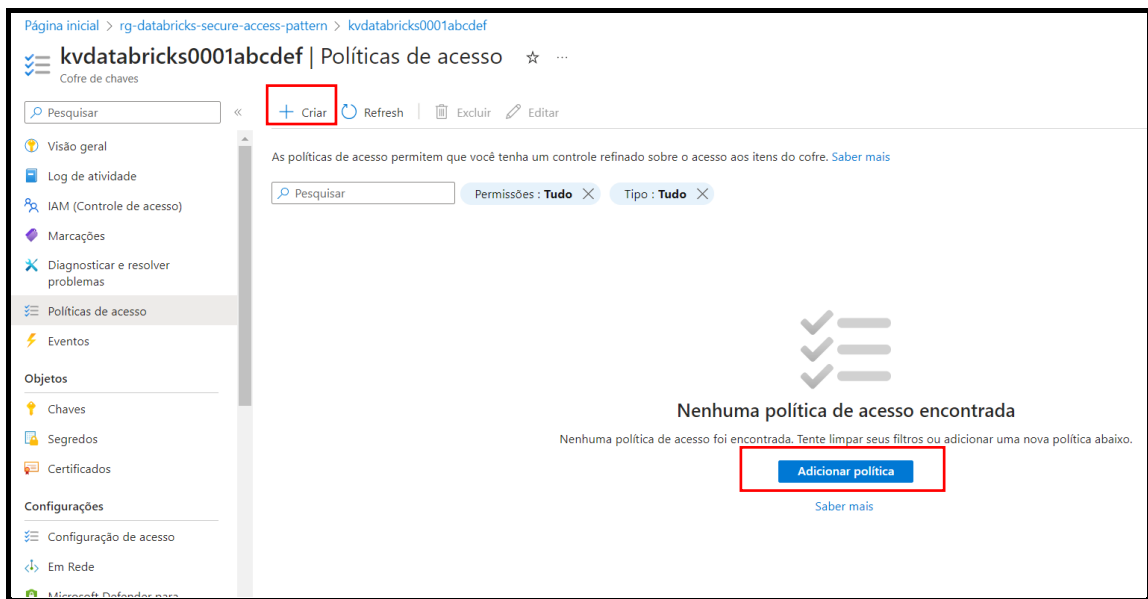 Página inicial > rg-databricks-secure-access-pattern > kvdatabricks0001abcdef
kvdatabricks0001abcdef | Políticas de acesso ☆ ...
Cofre de chaves
Pesquisar «
+ Criar Refresh Excluir Editar
Visão geral
Log de atividade
IAM (Controle de acesso)
Marcações
Diagnosticar e resolver
problemas
Políticas de acesso
Eventos
Objetos
Chaves
Segredos
Certificados
Configurações
Configuração de acesso
Em Rede
Microsoft Defender para
As políticas de acesso permitem que você tenha um controle refinado sobre o acesso aos itens do cofre. Saber mais
Pesquisar Permissões : Tudo Tipo : Tudo
Nenhuma política de acesso encontrada
Nenhuma política de acesso foi encontrada. Tente limpar seus filtros ou adicionar uma nova política abaixo.
Adicionar política
Saber mais